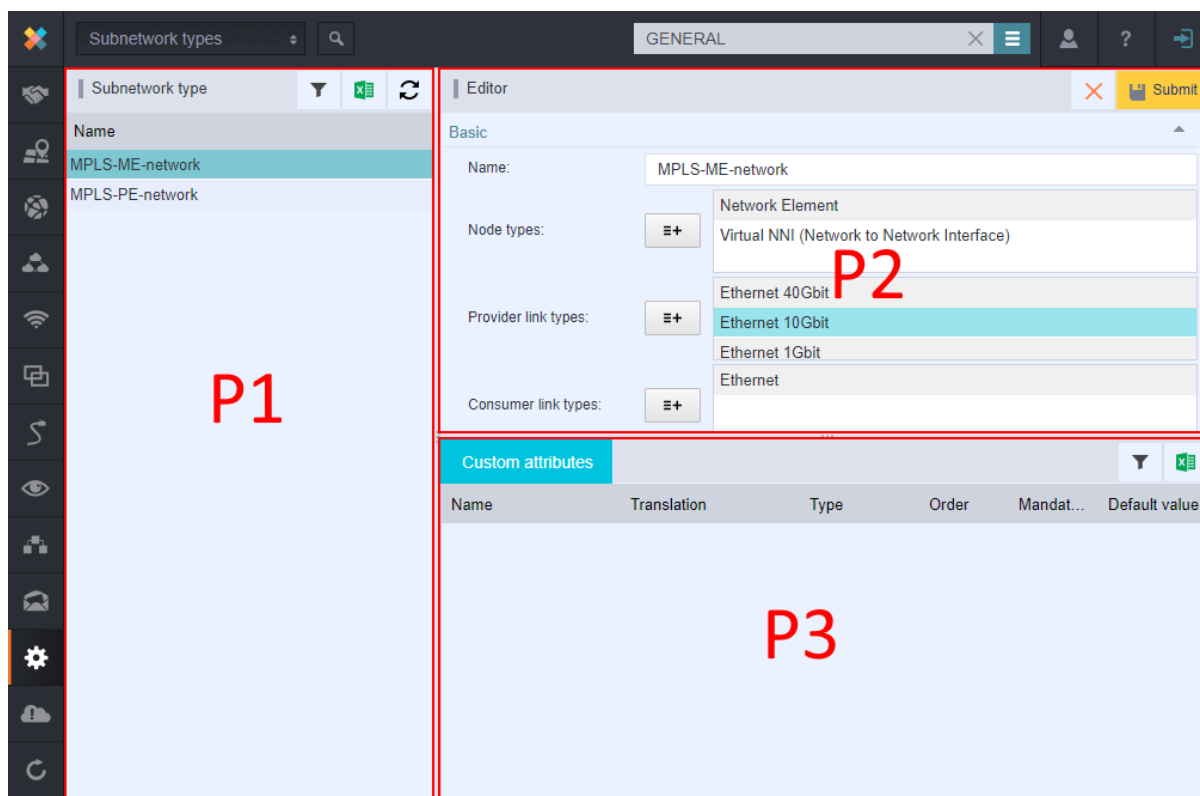 Subnetwork types
GENERAL
?
Subnetwork type
Name
MPLS-ME-network
MPLS-PE-network
P1
Editor
Submit
Basic
Name:
MPLS-ME-network
Node types:
Network Element
Virtual NNI (Network to Network Interface)
P2
Provider link types:
Ethernet 40Gbit
Ethernet 10Gbit
Ethernet 1Gbit
Consumer link types:
Ethernet
Custom attributes
Name Translation Type Order Mandat... Default value
P3